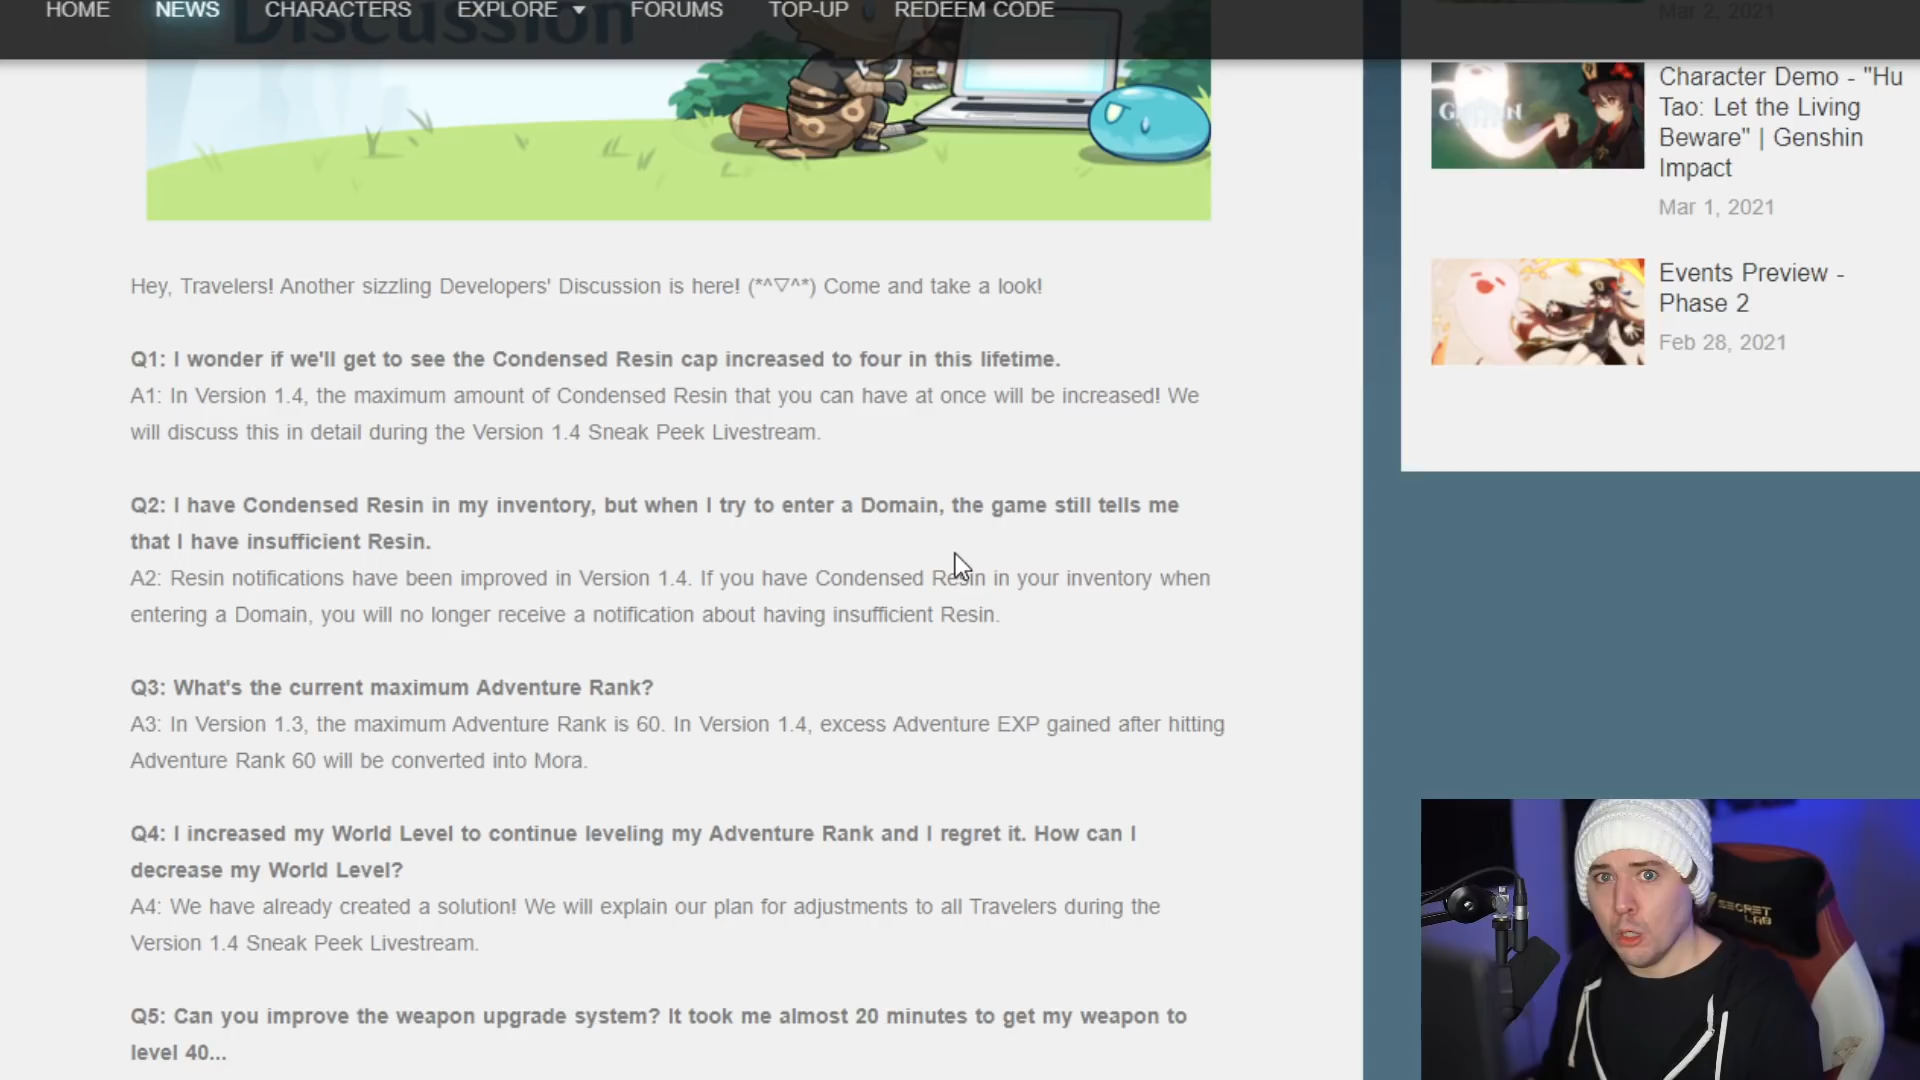 HOME NEWS CHARACTERS EXPLORE FORUMS TOP-UP REDEEM CODE
Discussion
Hey, Travelers! Another sizzling Developers' Discussion is here! (*^▽^*) Come and take a look!
Q1: I wonder if we'll get to see the Condensed Resin cap increased to four in this lifetime.
A1: In Version 1.4, the maximum amount of Condensed Resin that you can have at once will be increased! We
will discuss this in detail during the Version 1.4 Sneak Peek Livestream.
Q2: I have Condensed Resin in my inventory, but when I try to enter a Domain, the game still tells me
that I have insufficient Resin.
A2: Resin notifications have been improved in Version 1.4. If you have Condensed Resin in your inventory when
entering a Domain, you will no longer receive a notification about having insufficient Resin.
Q3: What's the current maximum Adventure Rank?
A3: In Version 1.3, the maximum Adventure Rank is 60. In Version 1.4, excess Adventure EXP gained after hitting
Adventure Rank 60 will be converted into Mora.
Q4: I increased my World Level to continue leveling my Adventure Rank and I regret it. How can I
decrease my World Level?
A4: We have already created a solution! We will explain our plan for adjustments to all Travelers during the
Version 1.4 Sneak Peek Livestream.
Q5: Can you improve the weapon upgrade system? It took me almost 20 minutes to get my weapon to
level 40...
Mar 2, 2021
Character Demo - "Hu
Tao: Let the Living
Beware" | Genshin
Impact
Mar 1, 2021
Events Preview -
Phase 2
Feb 28, 2021
SECRET
LAB